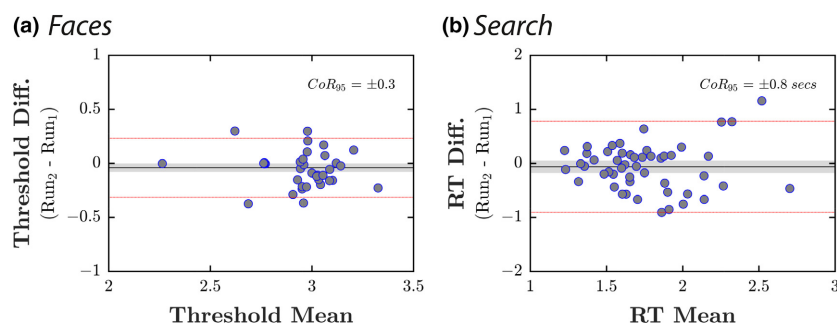 (a) Faces
Threshold Diff.
(Run₂ - Run₁)
1
0.5
0
−0.5
−1
CoR₉₅ = ±0.3
2
2.5
3
3.5
Threshold Mean
(b) Search
RT Diff.
(Run₂ - Run₁)
2
1
0
−1
−2
CoR₉₅ = ±0.8 secs
1
1.5
2
2.5
3
RT Mean